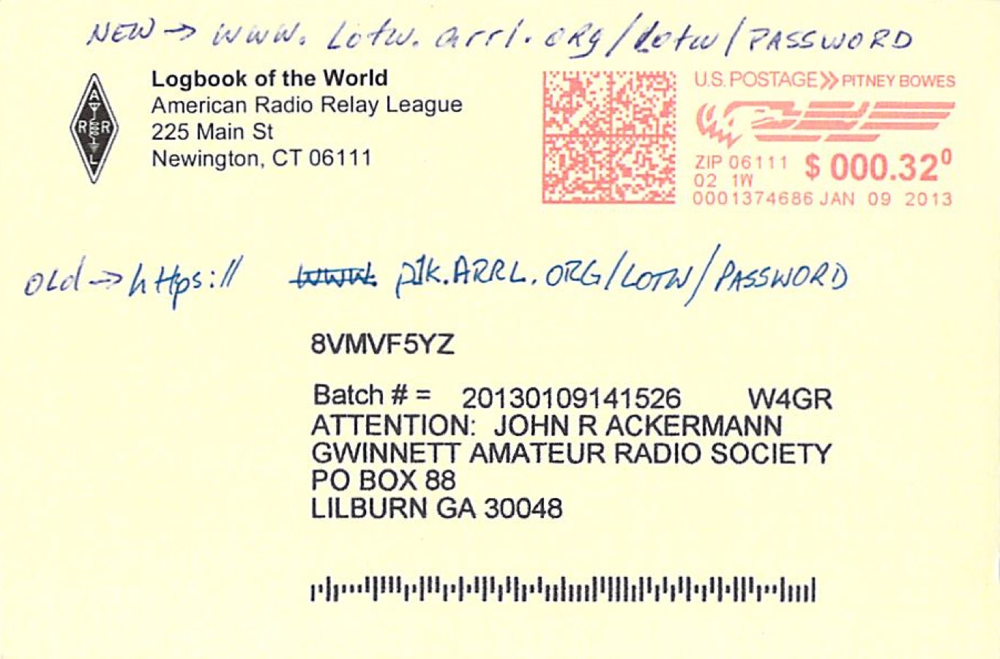 NEW → www. Lotw. arrl. org/Lotw/PASSWORD
Logbook of the World
American Radio Relay League
225 Main St
Newington, CT 06111
ARRL
U.S. POSTAGE PITNEY BOWES
ZIP 06111 $ 000.32⁰
02 1W
0001374686 JAN 09 2013
OLd → https:// www. p1k.ARRL.ORG/LOTW/PASSWORD
8VMVF5YZ
Batch # = 20130109141526 W4GR
ATTENTION: JOHN R ACKERMANN
GWINNETT AMATEUR RADIO SOCIETY
PO BOX 88
LILBURN GA 30048